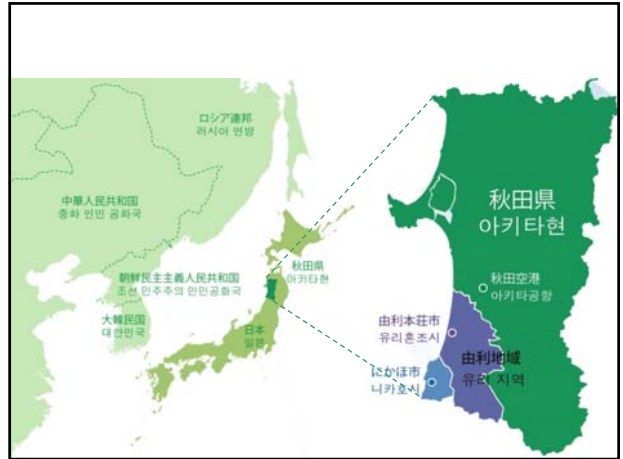 ロシア連邦
러시아 연방
中華人民共和国
중화 인민 공화국
朝鮮民主主義人民共和国
조선 민주주의 인민공화국
大韓民国
대한민국
秋田県
아키타현
日本
일본
秋田県
아키타현
秋田空港
아키타공항
由利本荘市
유리혼조시
由利地域
유리 지역
にかほ市
니카호시